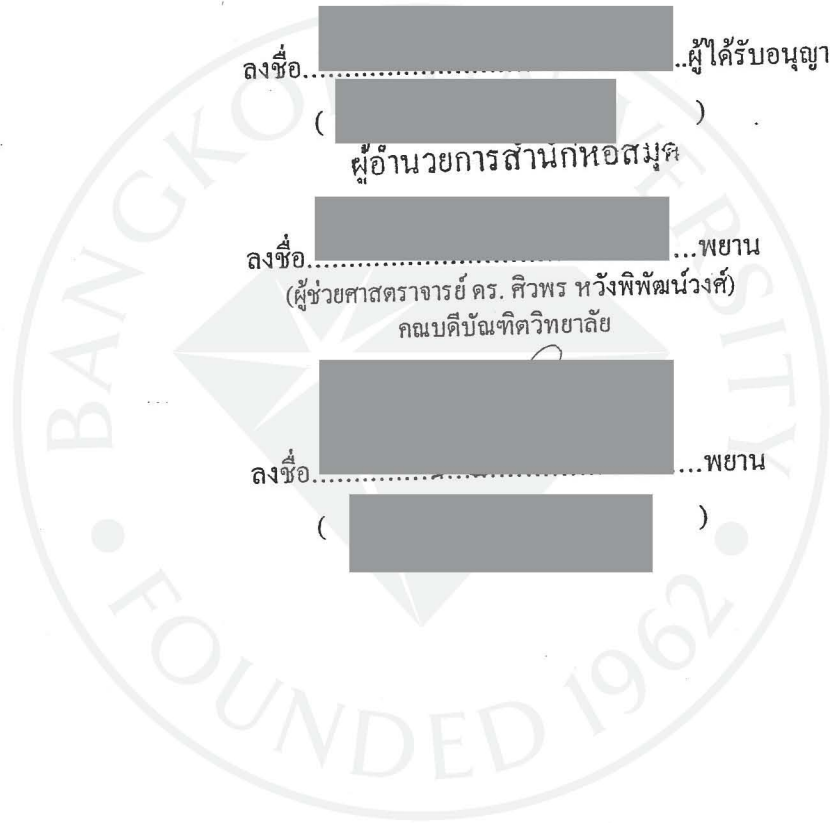 ลงชื่อ..............................ผู้ได้รับอนุญา
( )
ผู้อำนวยการสำนักหอสมุด
ลงชื่อ.................................พยาน
(ผู้ช่วยศาสตราจารย์ ดร. ศิวพร หวังพิพัฒน์วงศ์)
คณบดีบัณฑิตวิทยาลัย
ลงชื่อ.................................พยาน
( )
BANGKOK UNIVERSITY
FOUNDED 1962